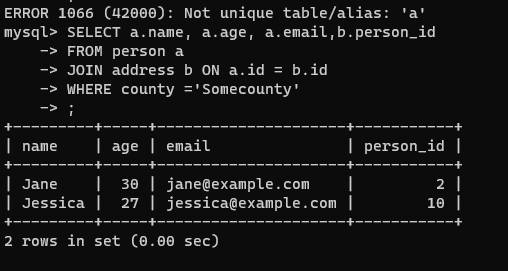 ERROR 1066 (42000): Not unique table/alias: 'a'
mysql> SELECT a.name, a.age, a.email,b.person_id
    -> FROM person a
    -> JOIN address b ON a.id = b.id
    -> WHERE county ='Somecounty'
    -> ;
+---------+-----+---------------------+-----------+
| name    | age | email               | person_id |
+---------+-----+---------------------+-----------+
| Jane    |  30 | jane@example.com    |         2 |
| Jessica |  27 | jessica@example.com |        10 |
+---------+-----+---------------------+-----------+
2 rows in set (0.00 sec)